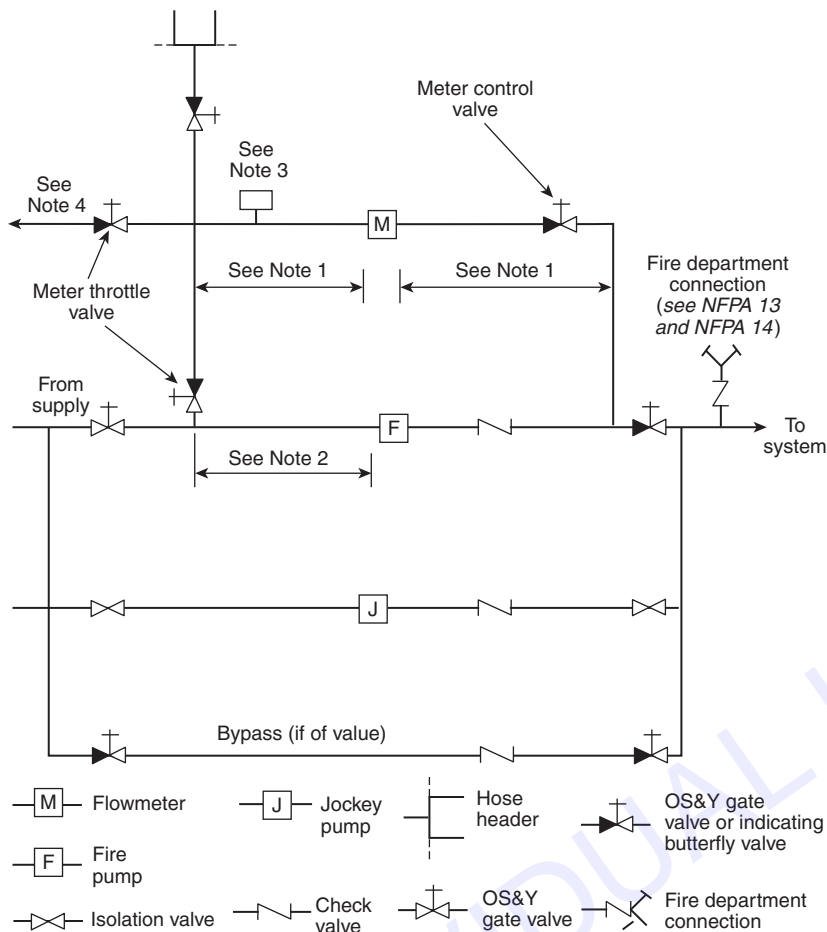 Meter control
valve
See
Note 3
See
Note 4
M
See Note 1
See Note 1
Meter throttle
valve
Fire department
connection
(see NFPA 13
and NFPA 14)
From
supply
F
To
system
See Note 2
J
Bypass (if of value)
M Flowmeter
J Jockey
pump
Hose
header
OS&Y gate
valve or indicating
butterfly valve
F Fire
pump
Isolation valve
Check
valve
OS&Y
gate valve
Fire department
connection